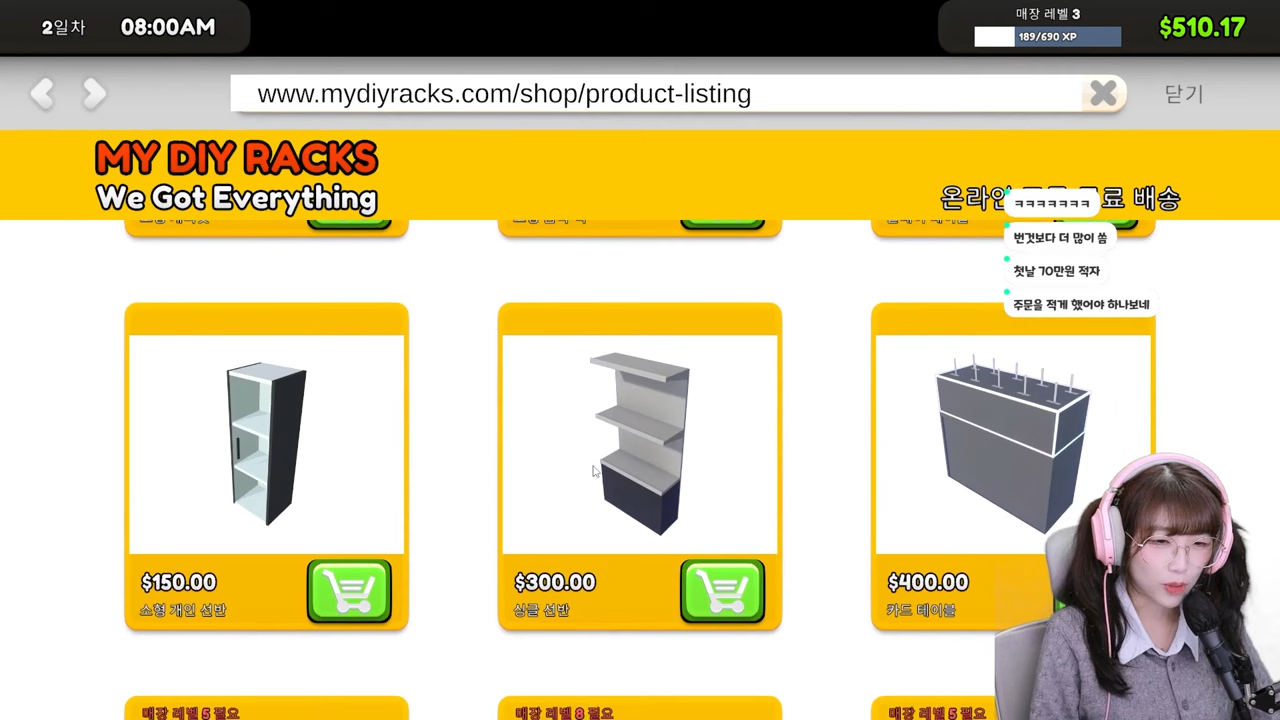 2일차
08:00AM
매장 레벨 3
189/690 XP
$510.17
www.mydiyracks.com/shop/product-listing
닫기
MY DIY RACKS
We Got Everything
온라인
배송
ㅋㅋㅋㅋㅋㅋㅋ
번것보다 더 많이 씀
첫날 70만원 적자
주문을 적게 했어야 하나보네
$150.00
소형 개인 선반
$300.00
싱글 선반
$400.00
카드 테이블
매장 레벨 5 필요
매장 레벨 8 필요
매장 레벨 5 필요